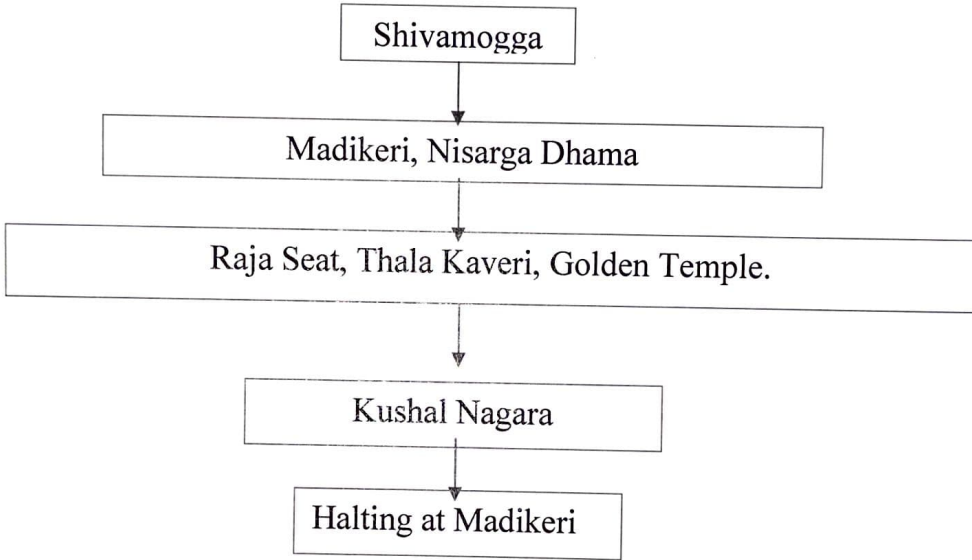 Shivamogga
Madikeri, Nisarga Dhama
Raja Seat, Thala Kaveri, Golden Temple.
Kushal Nagara
Halting at Madikeri